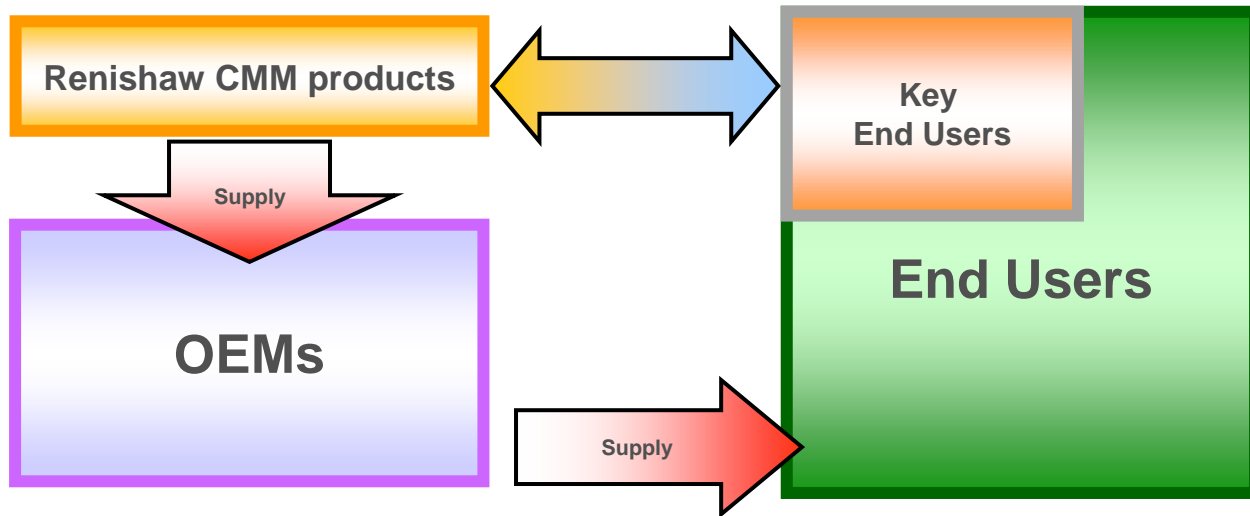 Renishaw CMM products
Key
End Users
Supply
End Users
OEMs
Supply